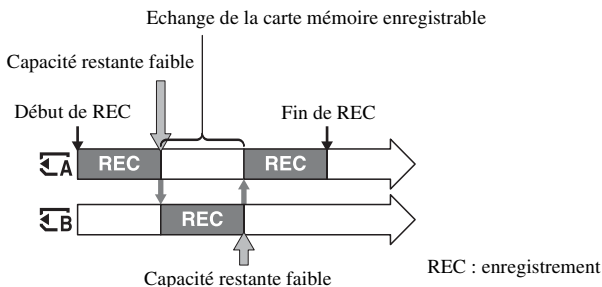 Echange de la carte mémoire enregistrable
Capacité restante faible
Début de REC
Fin de REC
A REC REC
B REC
Capacité restante faible
REC : enregistrement